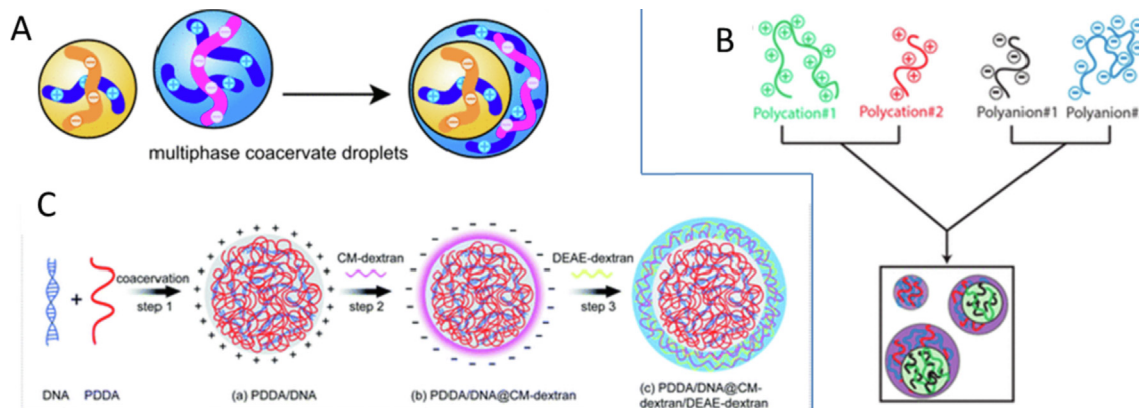 A
multiphase coacervate droplets
B
Polycation#1
Polycation#2
Polyanion#1
Polyanion#
C
DNA
+
PDDA
coacervation
step 1
(a) PDDA/DNA
CM-dextran
step 2
(b) PDDA/DNA@CM-dextran
DEAE-dextran
step 3
(c) PDDA/DNA@CM-
dextran/DEAE-dextran